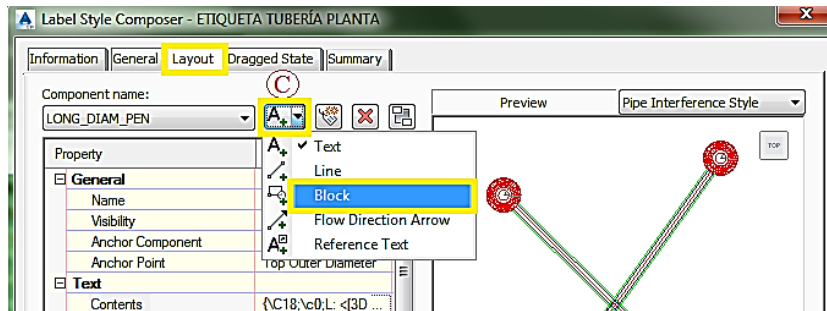 Label Style Composer - ETIQUETA TUBERÍA PLANTA
Information General Layout Dragged State Summary
C
Component name:
LONG_DIAM_PEN
Preview Pipe Interference Style
Property
General
Name
Visibility
Anchor Component
Anchor Point Top Outer Diameter
Text
Contents {\C18;\c0;L: <[3D ...
Text
Line
Block
Flow Direction Arrow
Reference Text
TOP